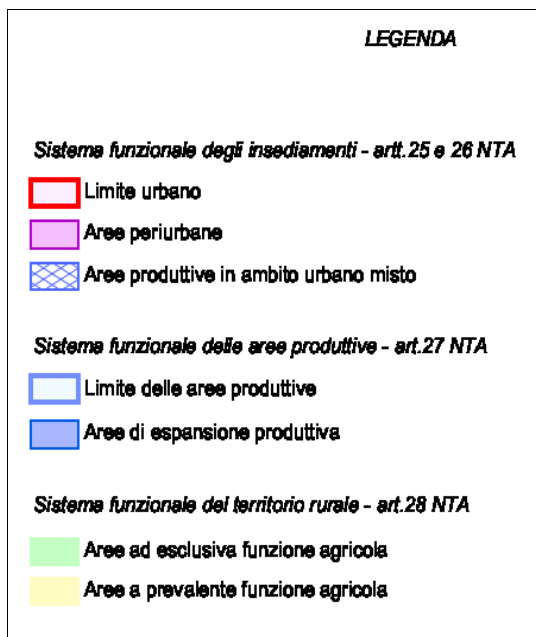 LEGENDA
Sistema funzionale degli insediamenti - artt.25 e 26 NTA
Limite urbano
Aree periurbane
Aree produttive in ambito urbano misto
Sistema funzionale delle aree produttive - art.27 NTA
Limite delle aree produttive
Aree di espansione produttiva
Sistema funzionale del territorio rurale - art.28 NTA
Aree ad esclusiva funzione agricola
Aree a prevalente funzione agricola